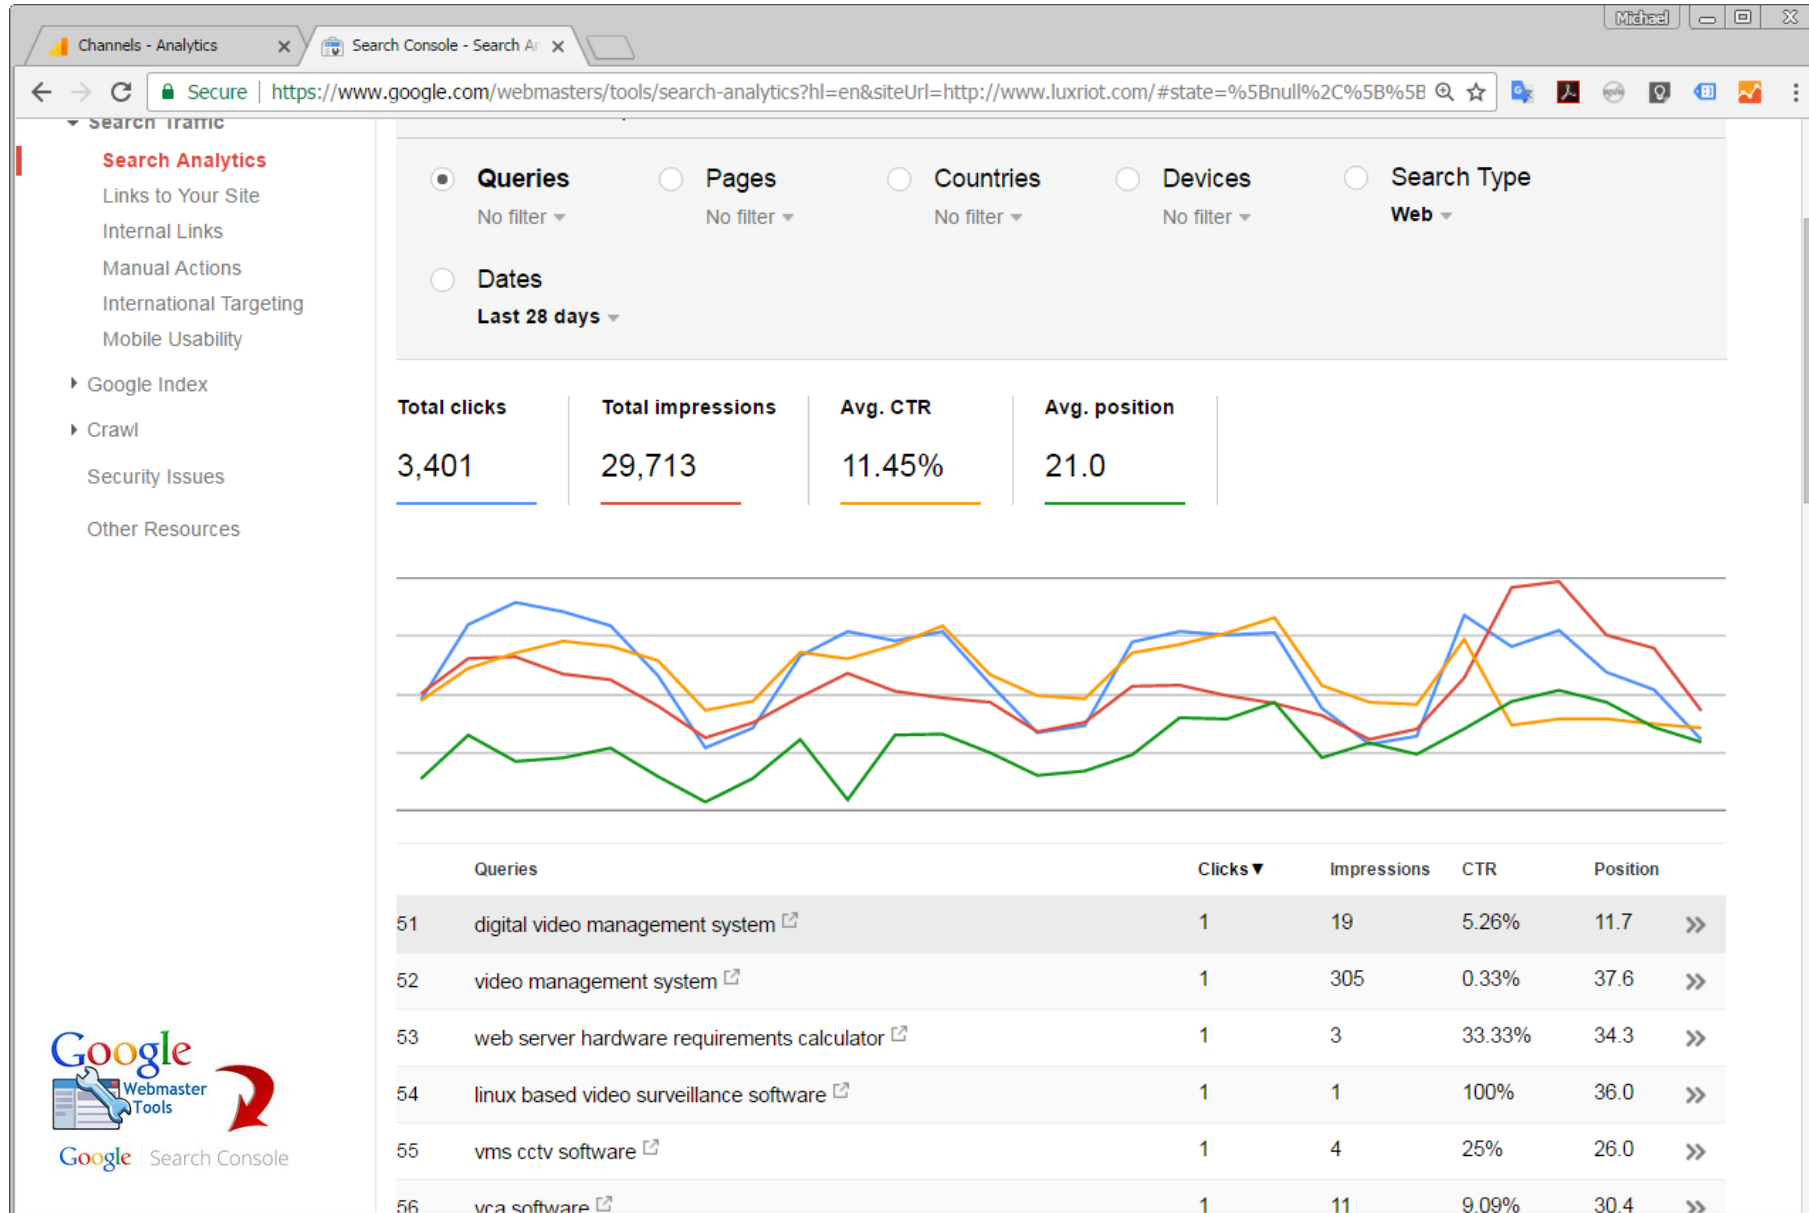 Michael
Channels - Analytics
Search Console - Search Ar
Secure | https://www.google.com/webmasters/tools/search-analytics?hl=en&siteUrl=http://www.luxriot.com/#state=%5Bnull%2C%5B%5B
Search Traffic
Search Analytics
Links to Your Site
Internal Links
Manual Actions
International Targeting
Mobile Usability
Google Index
Crawl
Security Issues
Other Resources
Queries Pages Countries Devices Search Type
No filter No filter No filter No filter Web
Dates
Last 28 days
Total clicks Total impressions Avg. CTR Avg. position
3,401 29,713 11.45% 21.0
Queries Clicks▼ Impressions CTR Position
51 digital video management system 1 19 5.26% 11.7 »
52 video management system 1 305 0.33% 37.6 »
53 web server hardware requirements calculator 1 3 33.33% 34.3 »
54 linux based video surveillance software 1 1 100% 36.0 »
55 vms cctv software 1 4 25% 26.0 »
56 vca software 1 11 9.09% 30.4 »
Google
Webmaster
Tools
Google Search Console